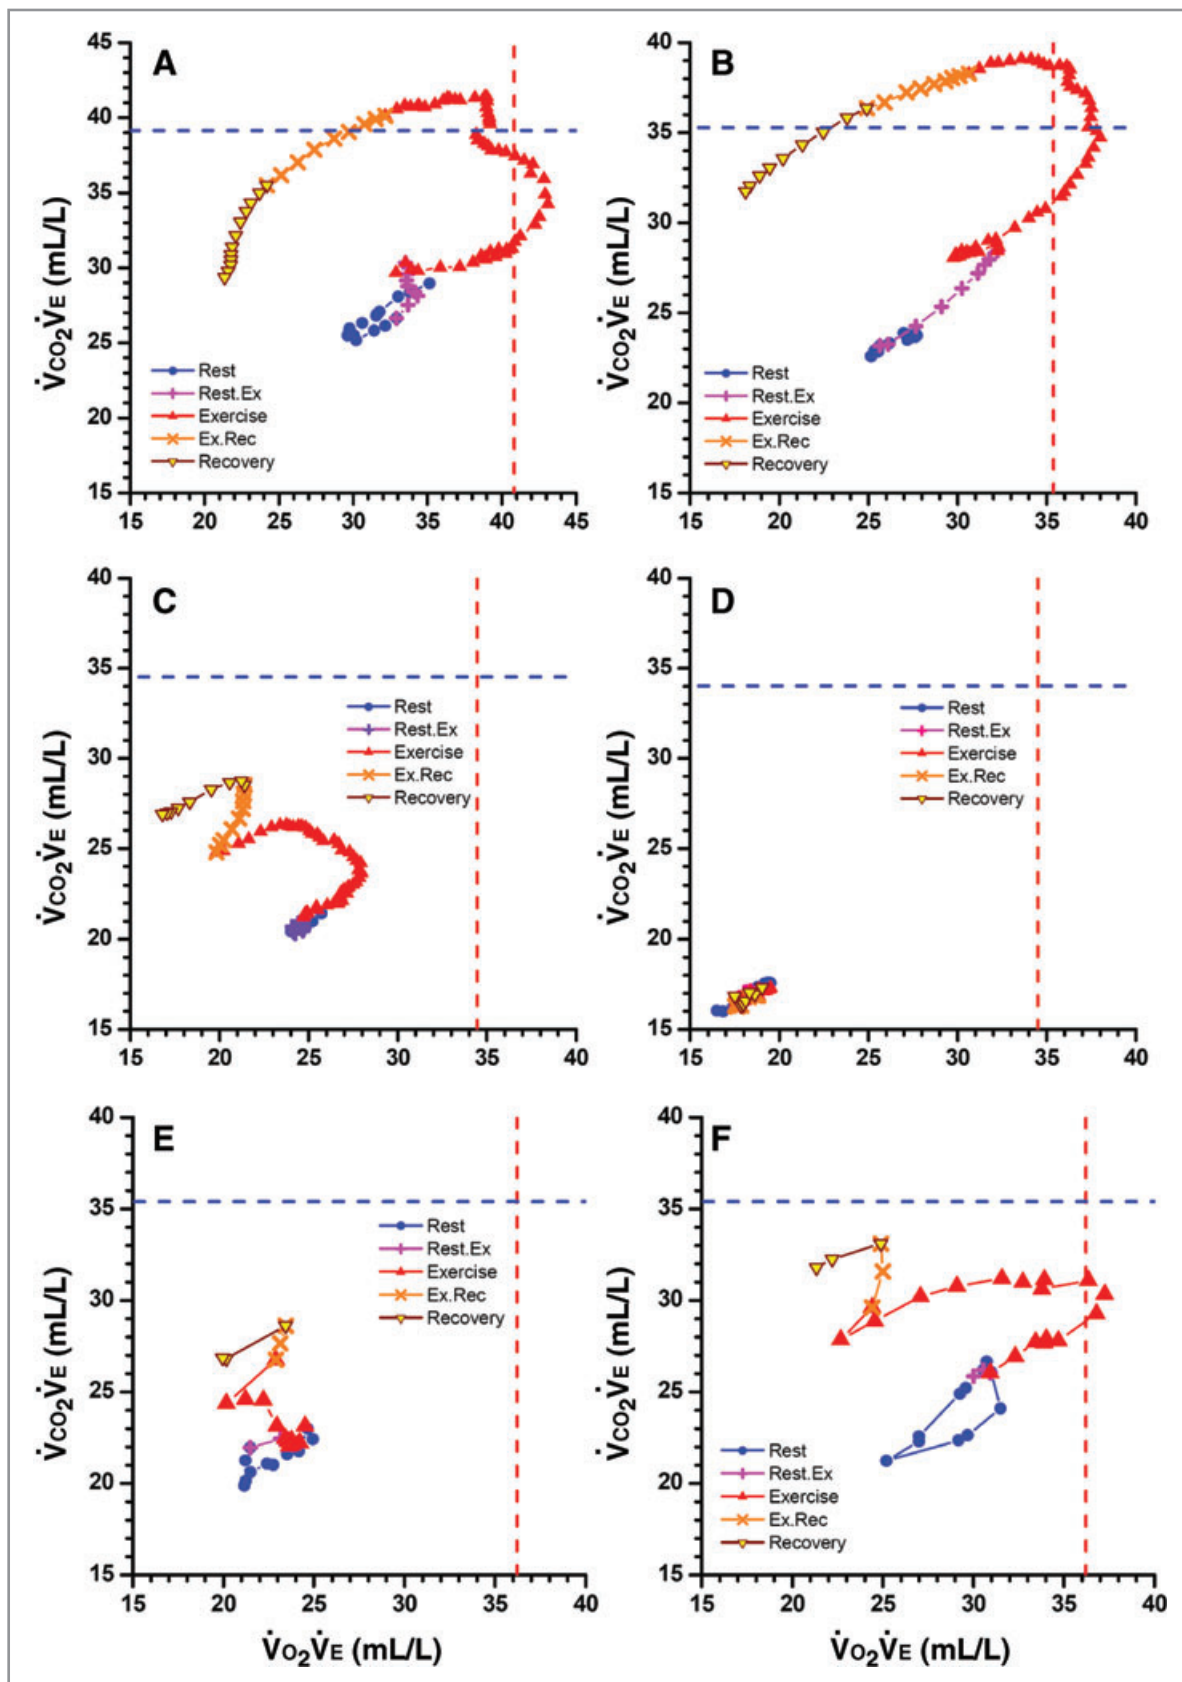 A
V̇CO₂V̇E (mL/L)
45
40
35
30
25
20
15
Rest
Rest.Ex
Exercise
Ex.Rec
Recovery
15 20 25 30 35 40 45
B
V̇CO₂V̇E (mL/L)
40
35
30
25
20
15
Rest
Rest.Ex
Exercise
Ex.Rec
Recovery
15 20 25 30 35 40
C
V̇CO₂V̇E (mL/L)
40
35
30
25
20
15
Rest
Rest.Ex
Exercise
Ex.Rec
Recovery
15 20 25 30 35 40
D
V̇CO₂V̇E (mL/L)
40
35
30
25
20
15
Rest
Rest.Ex
Exercise
Ex.Rec
Recovery
15 20 25 30 35 40
E
V̇CO₂V̇E (mL/L)
40
35
30
25
20
15
Rest
Rest.Ex
Exercise
Ex.Rec
Recovery
15 20 25 30 35 40
V̇O₂V̇E (mL/L)
F
V̇CO₂V̇E (mL/L)
40
35
30
25
20
15
Rest
Rest.Ex
Exercise
Ex.Rec
Recovery
15 20 25 30 35 40
V̇O₂V̇E (mL/L)